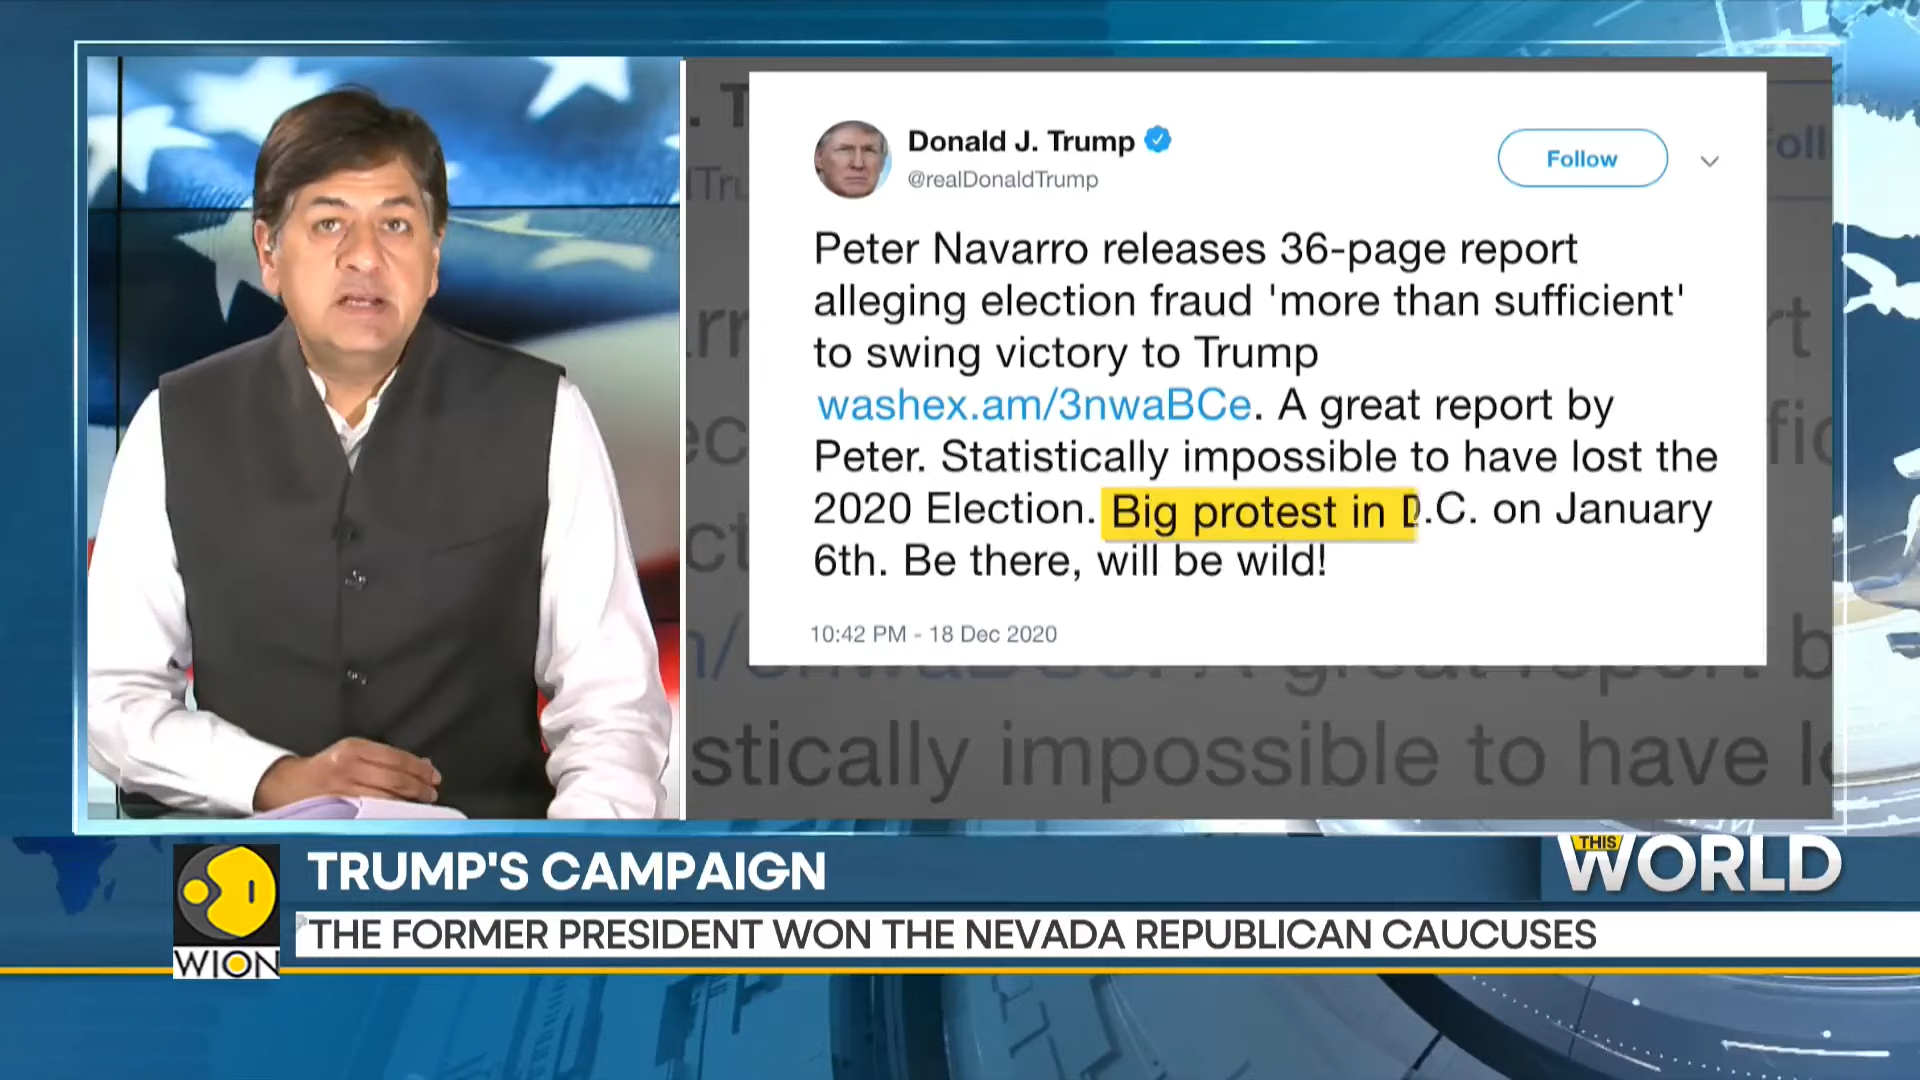 Donald J. Trump
@realDonaldTrump
Follow
Peter Navarro releases 36-page report
alleging election fraud 'more than sufficient'
to swing victory to Trump
washex.am/3nwaBCe. A great report by
Peter. Statistically impossible to have lost the
2020 Election. Big protest in D.C. on January
6th. Be there, will be wild!
10:42 PM - 18 Dec 2020
stically impossible to have lo
TRUMP'S CAMPAIGN
THIS
WORLD
THE FORMER PRESIDENT WON THE NEVADA REPUBLICAN CAUCUSES
WION